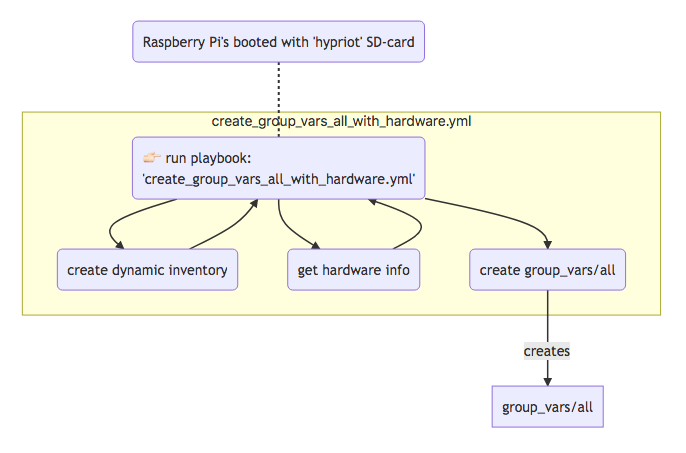 Raspberry Pi's booted with 'hypriot' SD-card
create_group_vars_all_with_hardware.yml
👉🏻 run playbook:
'create_group_vars_all_with_hardware.yml'
create dynamic inventory
get hardware info
create group_vars/all
creates
group_vars/all